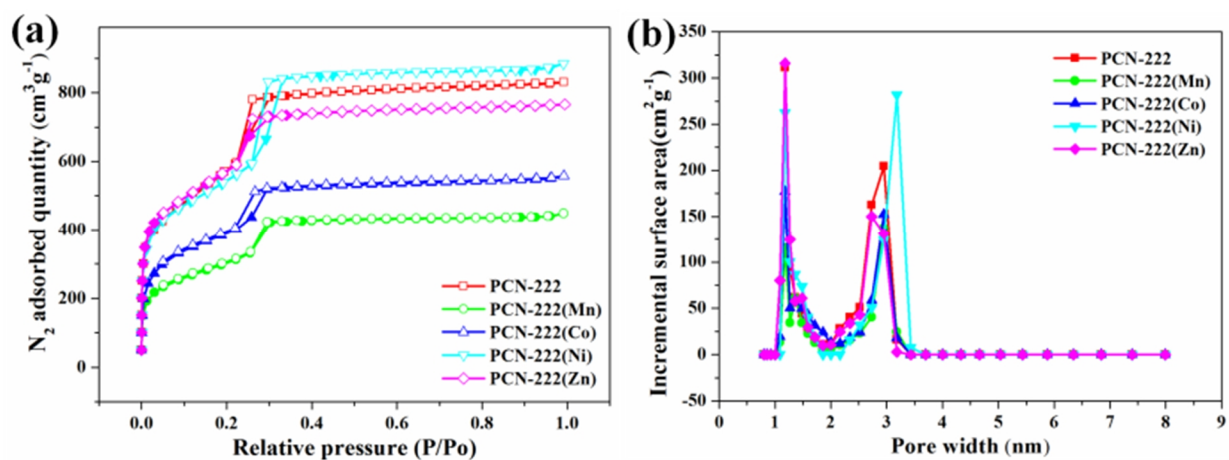 (a)
N2 adsorbed quantity (cm3g-1)
800
600
400
200
0
PCN-222
PCN-222(Mn)
PCN-222(Co)
PCN-222(Ni)
PCN-222(Zn)
0.0 0.2 0.4 0.6 0.8 1.0
Relative pressure (P/Po)
(b)
Incremental surface area(cm2g-1)
350
300
250
200
150
100
50
0
-50
PCN-222
PCN-222(Mn)
PCN-222(Co)
PCN-222(Ni)
PCN-222(Zn)
0 1 2 3 4 5 6 7 8 9
Pore width (nm)